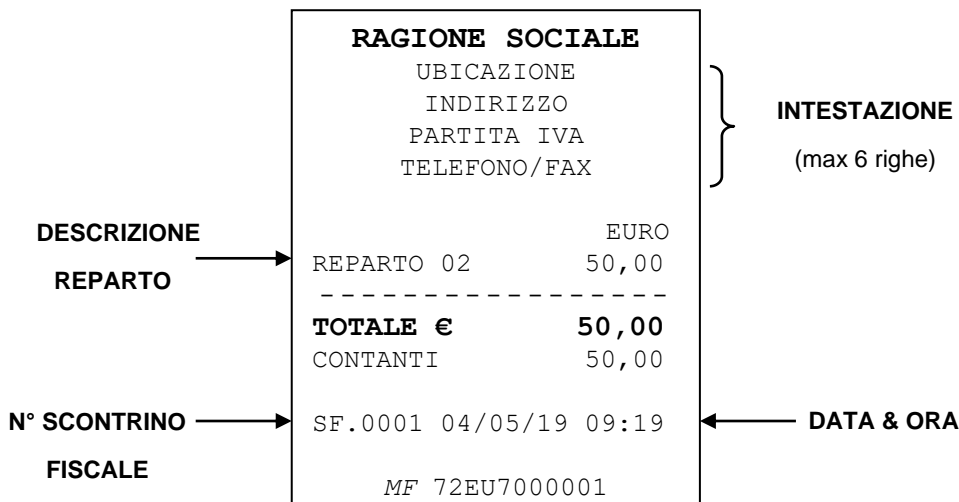 RAGIONE SOCIALE
UBICAZIONE
INDIRIZZO
PARTITA IVA
TELEFONO/FAX
INTESTAZIONE
(max 6 righe)
EURO
DESCRIZIONE
REPARTO
REPARTO 02 50,00
-----------------
TOTALE € 50,00
CONTANTI 50,00
N° SCONTRINO
FISCALE
SF.0001 04/05/19 09:19
DATA & ORA
MF 72EU7000001